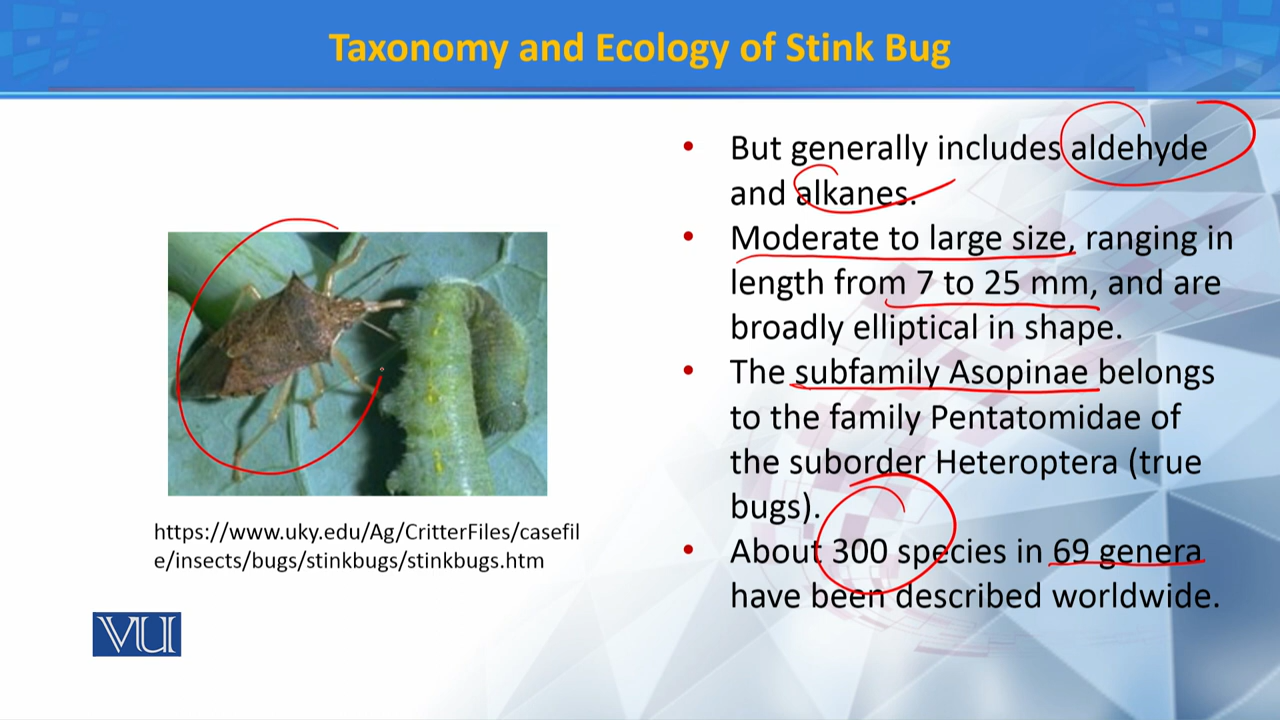 Taxonomy and Ecology of Stink Bug
• But generally includes aldehyde
and alkanes.
• Moderate to large size, ranging in
length from 7 to 25 mm, and are
broadly elliptical in shape.
• The subfamily Asopinae belongs
to the family Pentatomidae of
the suborder Heteroptera (true
bugs).
• About 300 species in 69 genera
have been described worldwide.
https://www.uky.edu/Ag/CritterFiles/casefil
e/insects/bugs/stinkbugs/stinkbugs.htm
VU